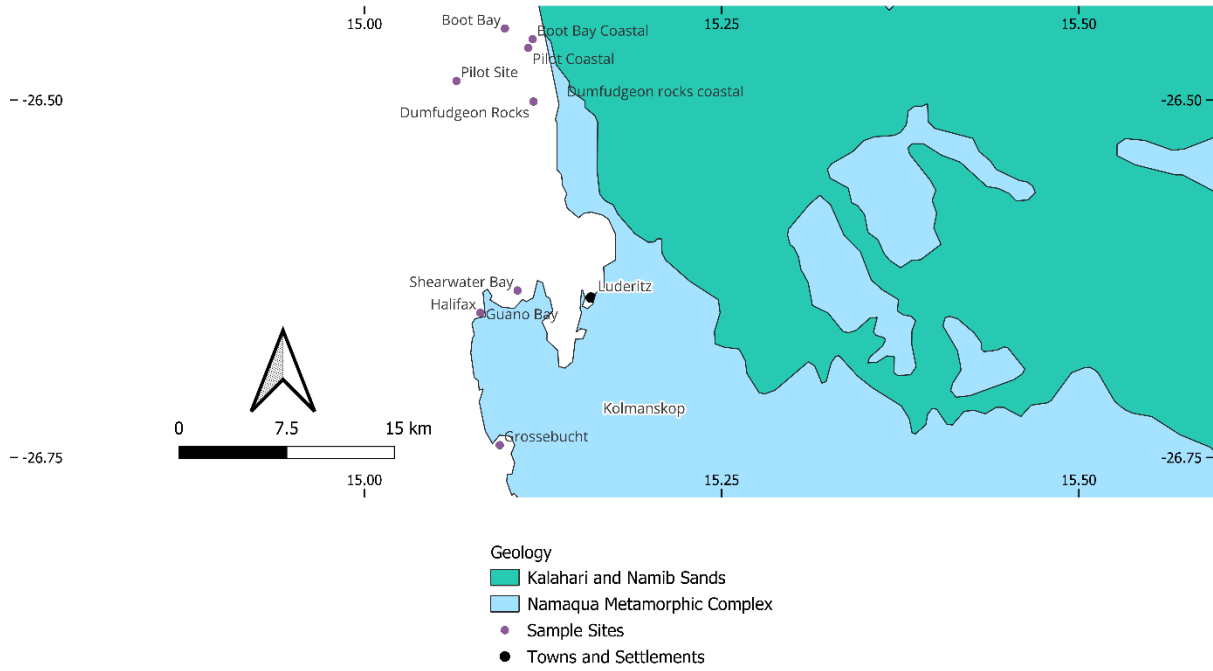 15.00
15.25
15.50
Boot Bay
Boot Bay Coastal
Pilot Coastal
Pilot Site
Dumfudgeon rocks coastal
-26.50
-26.50
Dumfudgeon Rocks
Shearwater Bay
Luderitz
Halifax
Guano Bay
Kolmanskop
0
7.5
15 km
Grossebucht
-26.75
-26.75
15.00
15.25
15.50
Geology
Kalahari and Namib Sands
Namaqua Metamorphic Complex
Sample Sites
Towns and Settlements